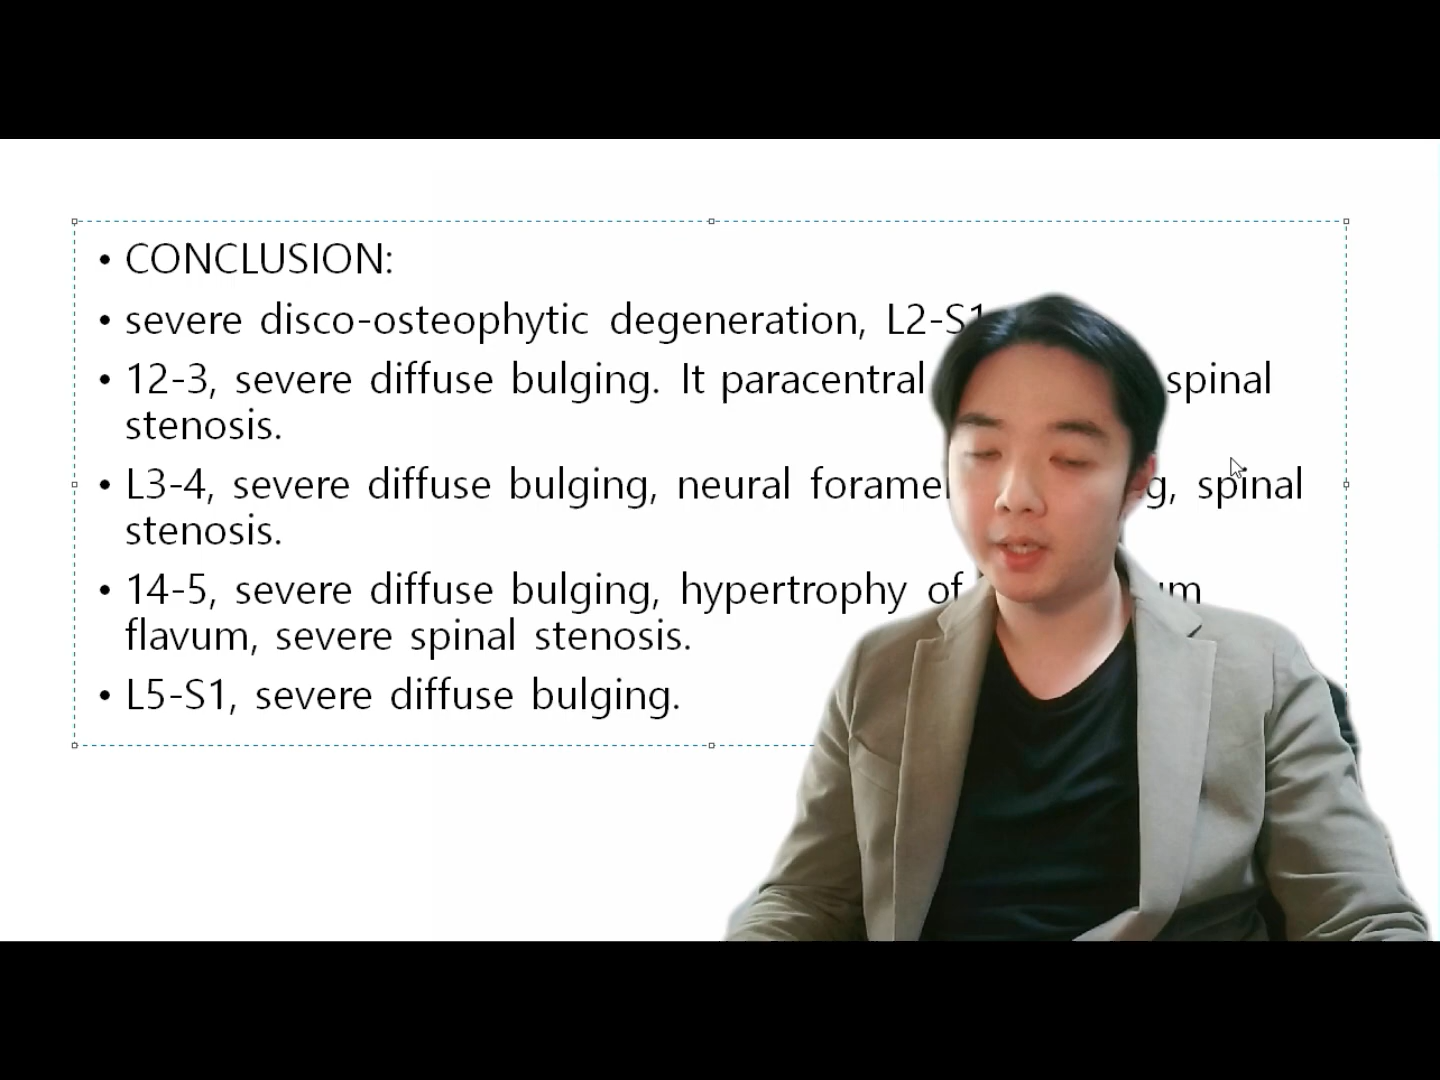 • CONCLUSION:
• severe disco-osteophytic degeneration, L2-S1
• 12-3, severe diffuse bulging. It paracentral spinal
stenosis.
• L3-4, severe diffuse bulging, neural spinal
stenosis.
• 14-5, severe diffuse bulging, hypertrophy of
flavum, severe spinal stenosis.
• L5-S1, severe diffuse bulging.